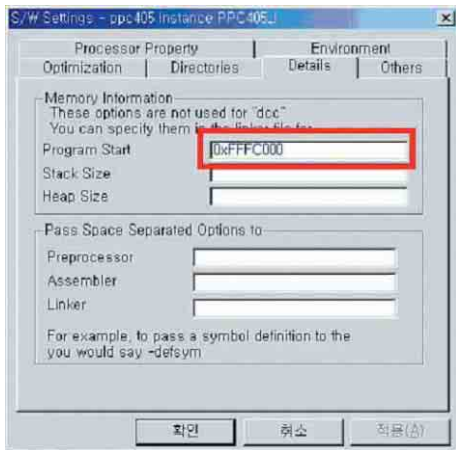 S/W Settings - ppc405 instance PPC405_I
Processor Property
Environment
Optimization
Directories
Details
Others
Memory Information
These options are not used for "dcc"
You can specify them in the linker file for
Program Start
0xFFFC000
Stack Size
Heap Size
Pass Space Separated Options to
Preprocessor
Assembler
Linker
For example, to pass a symbol definition to the
you would say -defsym
확인
취소
적용(A)